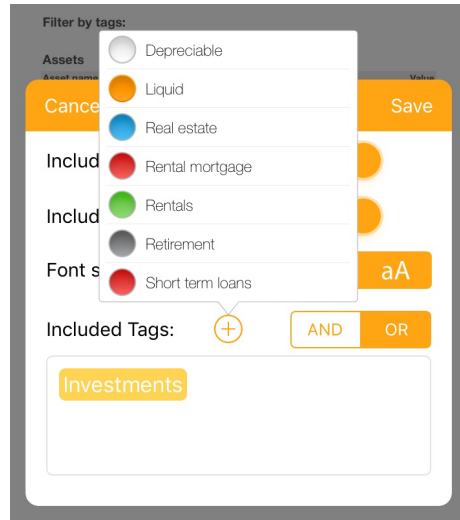 Filter by tags:
Assets
Asset name
Value
Cance
Save
Depreciable
Liquid
Real estate
Rental mortgage
Rentals
Retirement
Short term loans
Includ
Includ
Font s
aA
Included Tags:
AND
OR
Investments